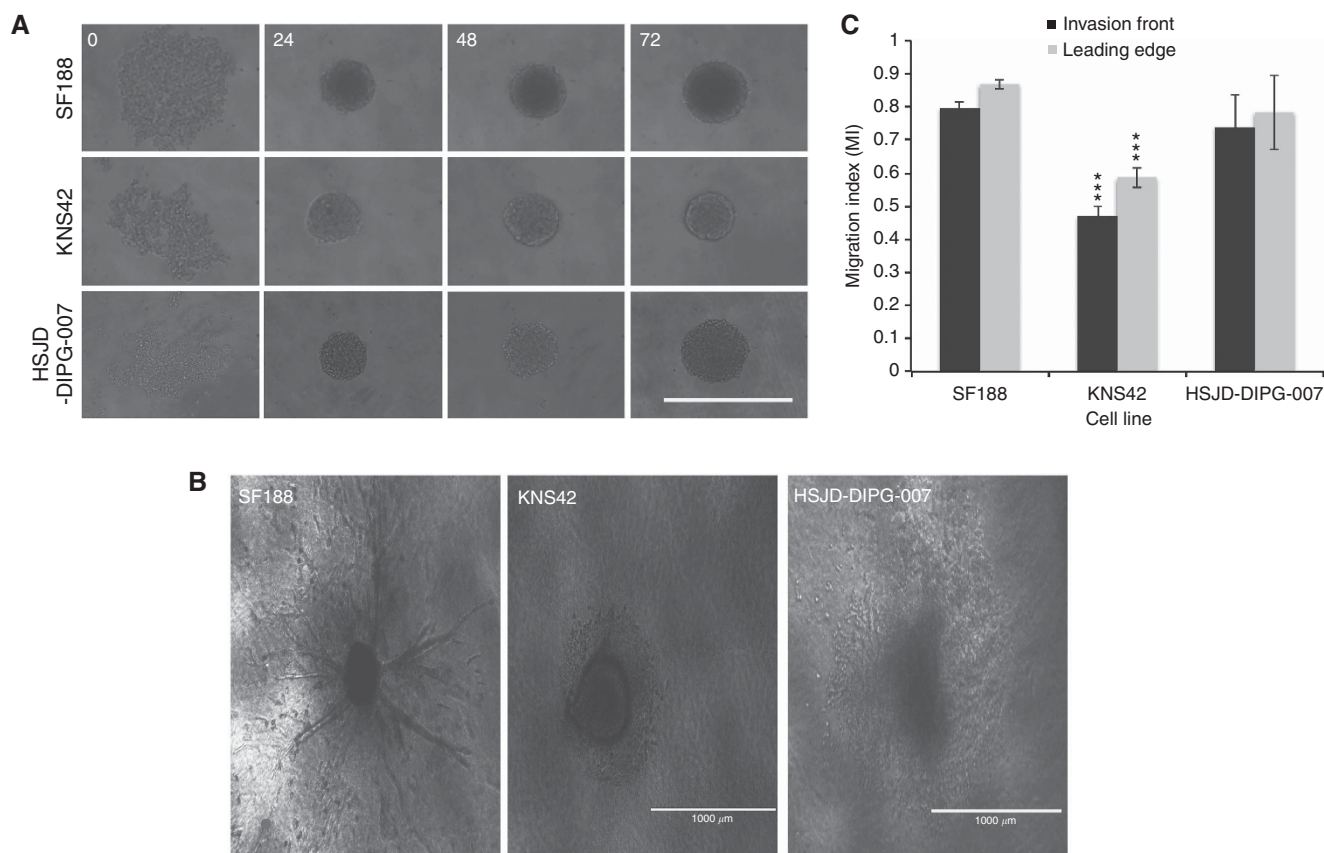 A
0
24
48
72
SF188
KNS42
HSJD
-DIPG-007
C
Invasion front
Leading edge
Migration index (MI)
1
0.9
0.8
0.7
0.6
0.5
0.4
0.3
0.2
0.1
0
***
***
SF188
KNS42
HSJD-DIPG-007
Cell line
B
SF188
KNS42
HSJD-DIPG-007
1000 μm
1000 μm